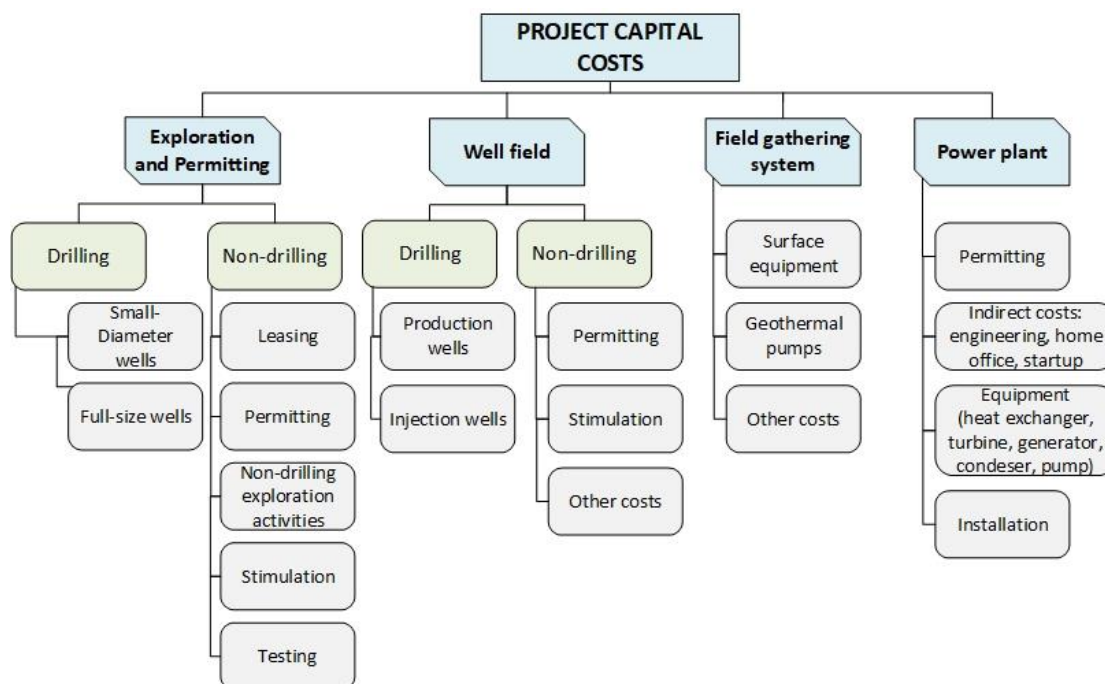 PROJECT CAPITAL
COSTS
Exploration
and Permitting
Well field
Field gathering
system
Power plant
Drilling
Non-drilling
Drilling
Non-drilling
Small-
Diameter
wells
Full-size wells
Leasing
Permitting
Non-drilling
exploration
activities
Stimulation
Testing
Production
wells
Injection wells
Permitting
Stimulation
Other costs
Surface
equipment
Geothermal
pumps
Other costs
Permitting
Indirect costs:
engineering, home
office, startup
Equipment
(heat exchanger,
turbine, generator,
condeser, pump)
Installation